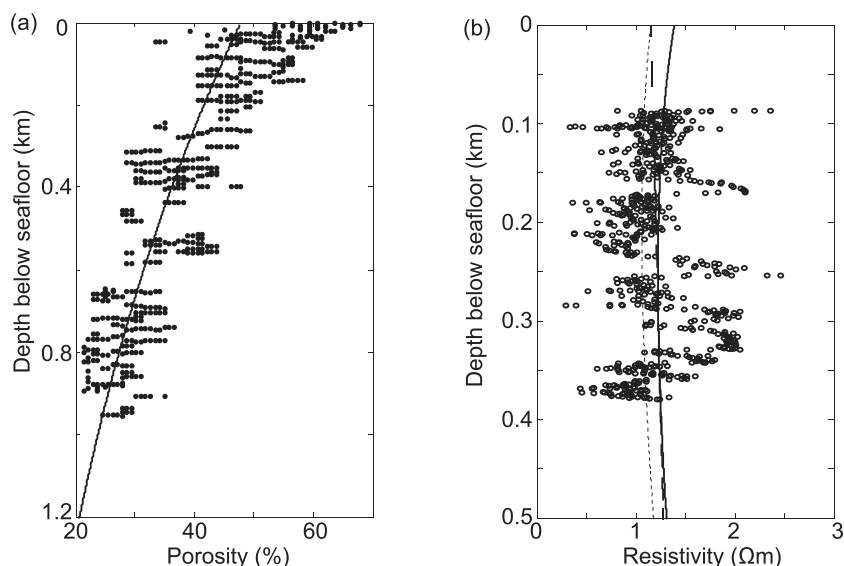 (a)
0
0.4
0.8
1.2
20
40
60
Porosity (%)
Depth below seafloor (km)
(b)
0
0.1
0.2
0.3
0.4
0.5
0
1
2
3
Resistivity (Ωm)
Depth below seafloor (km)